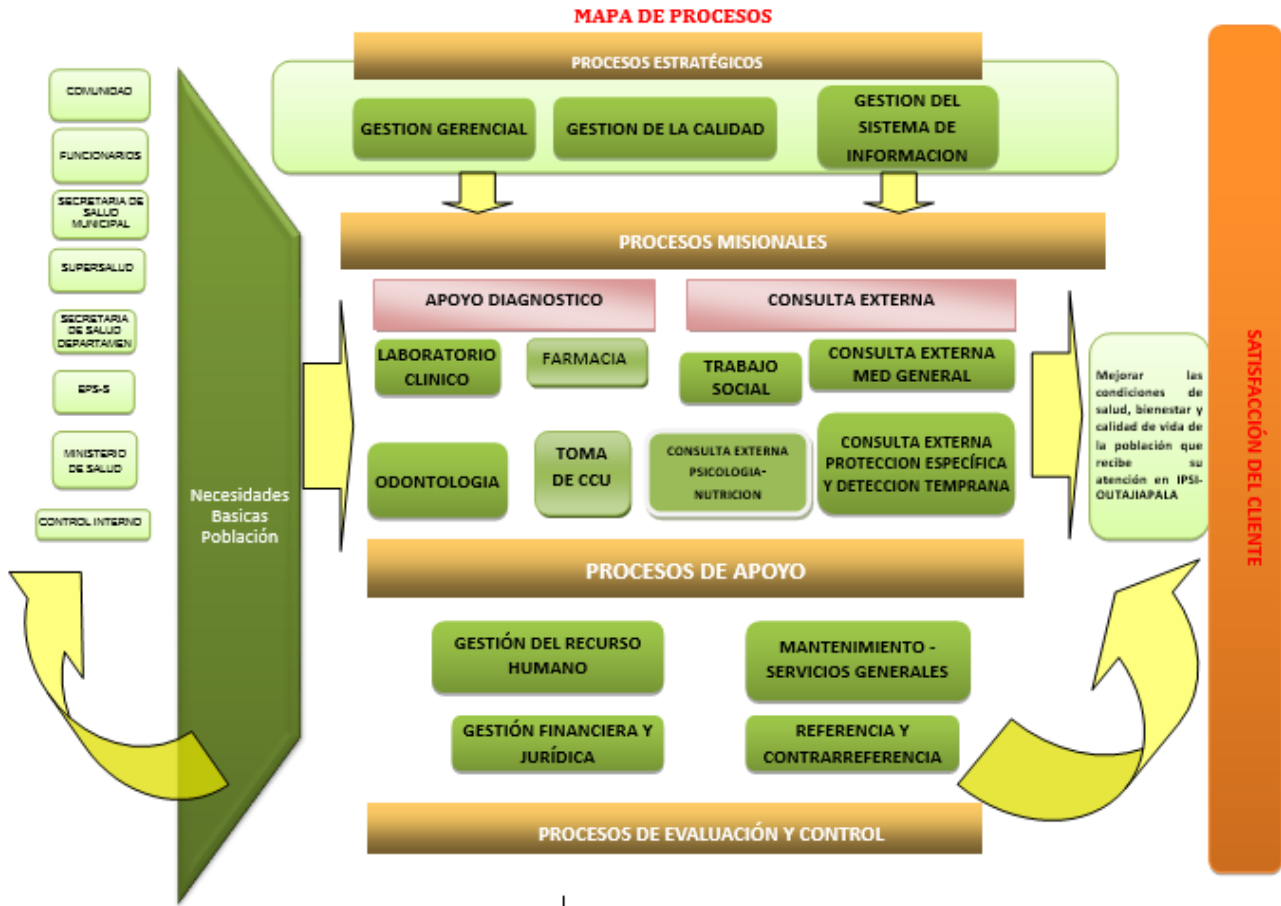 MAPA DE PROCESOS
PROCESOS ESTRATÉGICOS
GESTION GERENCIAL
GESTION DE LA CALIDAD
GESTION DEL
SISTEMA DE
INFORMACION
COMUNIDAD
FUNCIONARIOS
SECRETARIA DE
SALUD
MUNICIPAL
SUPERSALUD
SECRETARIA
DE SALUD
DEPARTAMEN
EPS-S
MINISTERIO
DE SALUD
CONTROL INTERNO
Necesidades
Basicas
Población
PROCESOS MISIONALES
APOYO DIAGNOSTICO
LABORATORIO
CLINICO
FARMACIA
ODONTOLOGIA
TOMA
DE CCU
CONSULTA EXTERNA
TRABAJO
SOCIAL
CONSULTA EXTERNA
MED GENERAL
CONSULTA EXTERNA
PSICOLOGIA-
NUTRICION
CONSULTA EXTERNA
PROTECCION ESPECÍFICA
Y DETECCION TEMPRANA
PROCESOS DE APOYO
GESTIÓN DEL RECURSO
HUMANO
MANTENIMIENTO -
SERVICIOS GENERALES
GESTIÓN FINANCIERA Y
JURÍDICA
REFERENCIA Y
CONTRARREFERENCIA
PROCESOS DE EVALUACIÓN Y CONTROL
Mejorar las
condiciones de
salud, bienestar y
calidad de vida de
la población que
recibe su
atención en IPSI-
OUTAJIAPALA
SATISFACCIÓN DEL CLIENTE